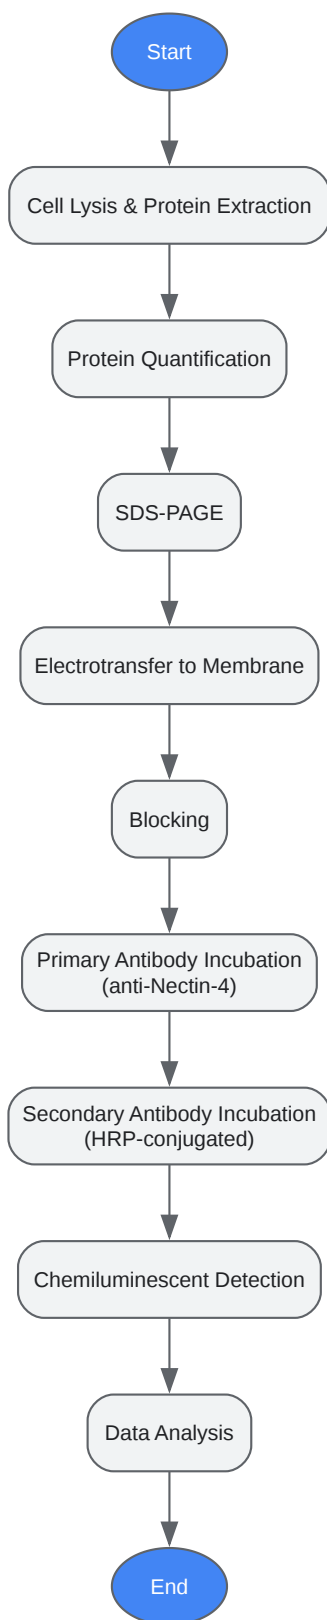 Start
Cell Lysis & Protein Extraction
Protein Quantification
SDS-PAGE
Electrotransfer to Membrane
Blocking
Primary Antibody Incubation
(anti-Nectin-4)
Secondary Antibody Incubation
(HRP-conjugated)
Chemiluminescent Detection
Data Analysis
End